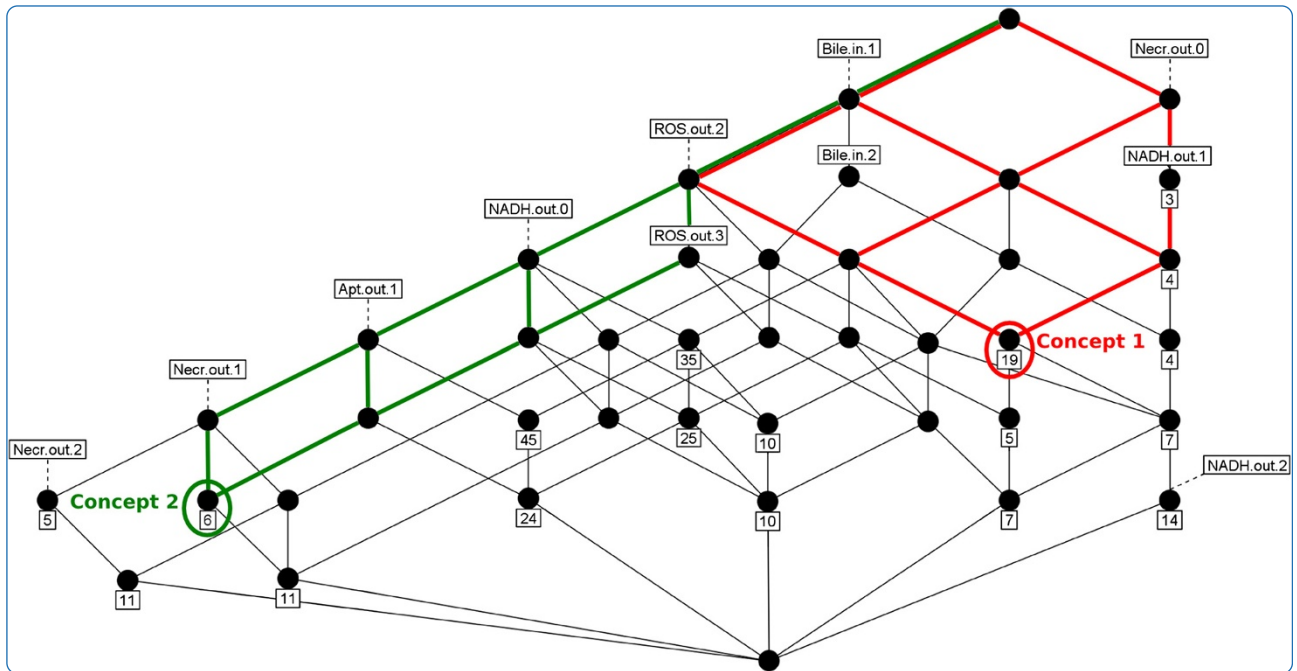 Bile.in.1
Necr.out.0
ROS.out.2
Bile.in.2
NADH.out.1
3
NADH.out.0
ROS.out.3
4
Apt.out.1
35
19
Concept 1
4
Necr.out.1
45
25
10
5
7
Necr.out.2
NADH.out.2
Concept 2
5
6
24
10
7
14
11
11